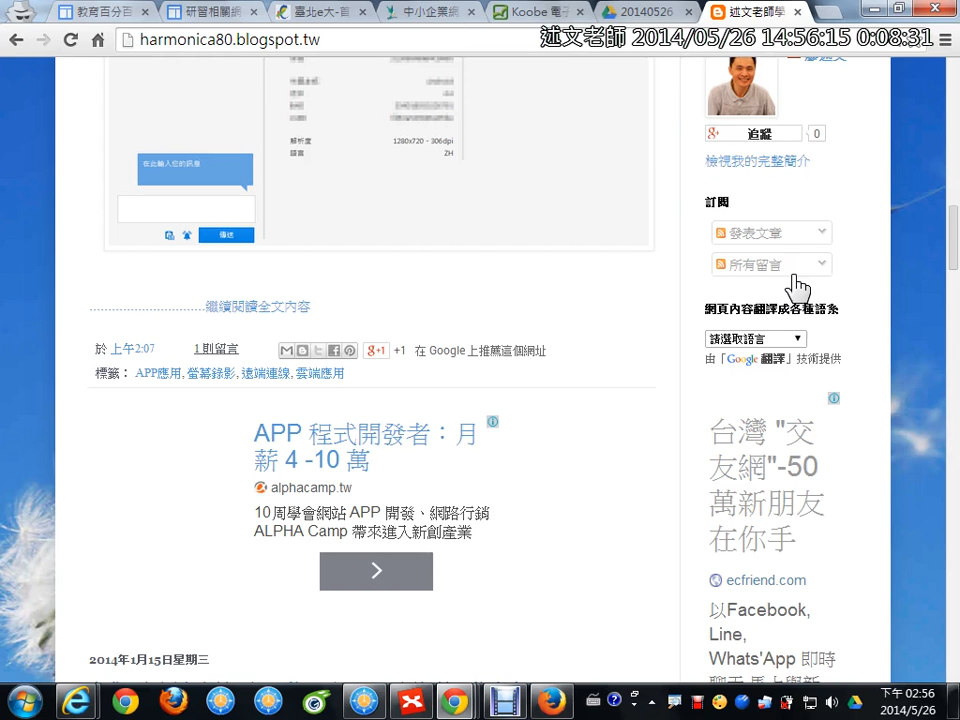 教育百分百
研習相關網
臺北e大-首
中小企業網
Koobe 電子
20140526
述文老師學
harmonica80.blogspot.tw
述文老師 2014/05/26 14:56:15 0:08:31
解析度
1280x720 - 306dpi
語言
ZH
在此輸入您的訊息
傳送
追蹤
0
檢視我的完整簡介
訂閱
發表文章
所有留言
網頁內容翻譯成各種語系
請選取語言
由「Google 翻譯」技術提供
..............................繼續閱讀全文內容
於 上午2:07
1 則留言
+1 在 Google 上推薦這個網址
標籤： APP應用, 螢幕錄影, 遠端連線, 雲端應用
APP 程式開發者：月
薪 4 -10 萬
alphacamp.tw
10周學會網站 APP 開發、網路行銷
ALPHA Camp 帶來進入新創產業
台灣 "交
友網"-50
萬新朋友
在你手
ecfriend.com
以Facebook,
Line,
Whats'App 即時
2014年1月15日星期三
下午 02:56
2014/5/26